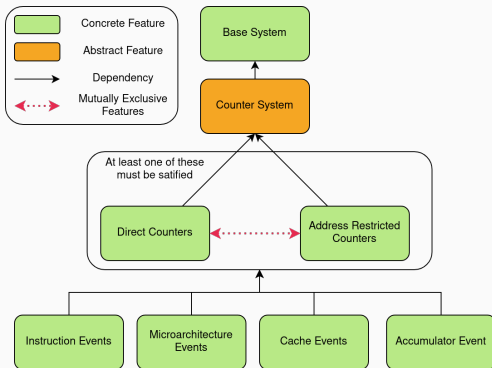 Concrete Feature
Abstract Feature
Dependency
Mutually Exclusive
Features
Base System
Counter System
At least one of these
must be satified
Direct Counters
Address Restricted
Counters
Instruction Events
Microarchitecture
Events
Cache Events
Accumulator Event